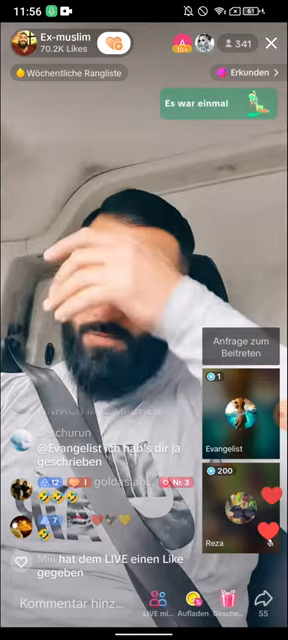 11:56
61
Ex-muslim
70.2K Likes
A
10+
341
Wöchentliche Rangliste
Erkunden >
Es war einmal
Anfrage zum
Beitreten
1
Evangelist
200
Reza
@Evangelist ich hab's dir ja
geschrieben
12
I
Nr. 3
7
hat dem LIVE einen Like
gegeben
Kommentar hinz...
LIVE mi...
Aufladen
Gesche...
55